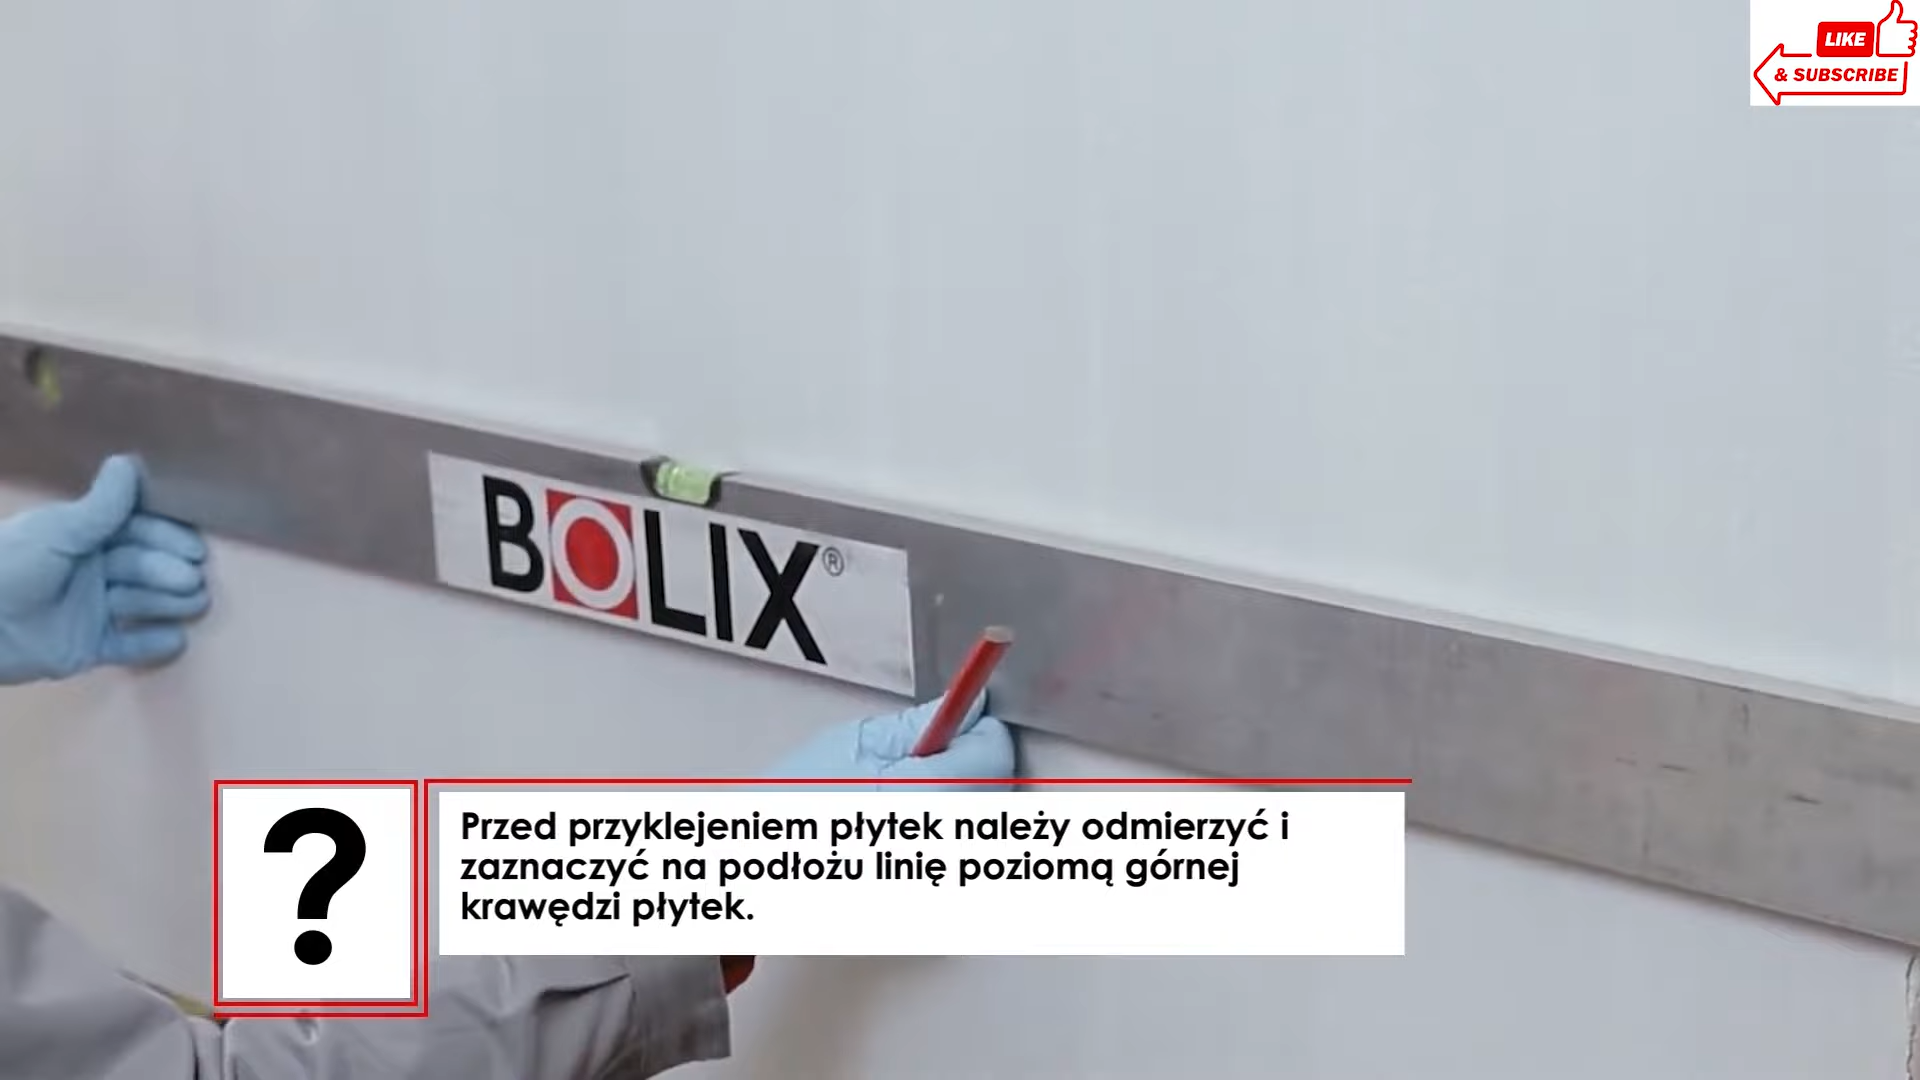 LIKE
& SUBSCRIBE
BOLIX®
?
Przed przyklejeniem płytek należy odmierzyć i
zaznaczyć na podłożu linię poziomą górnej
krawędzi płytek.